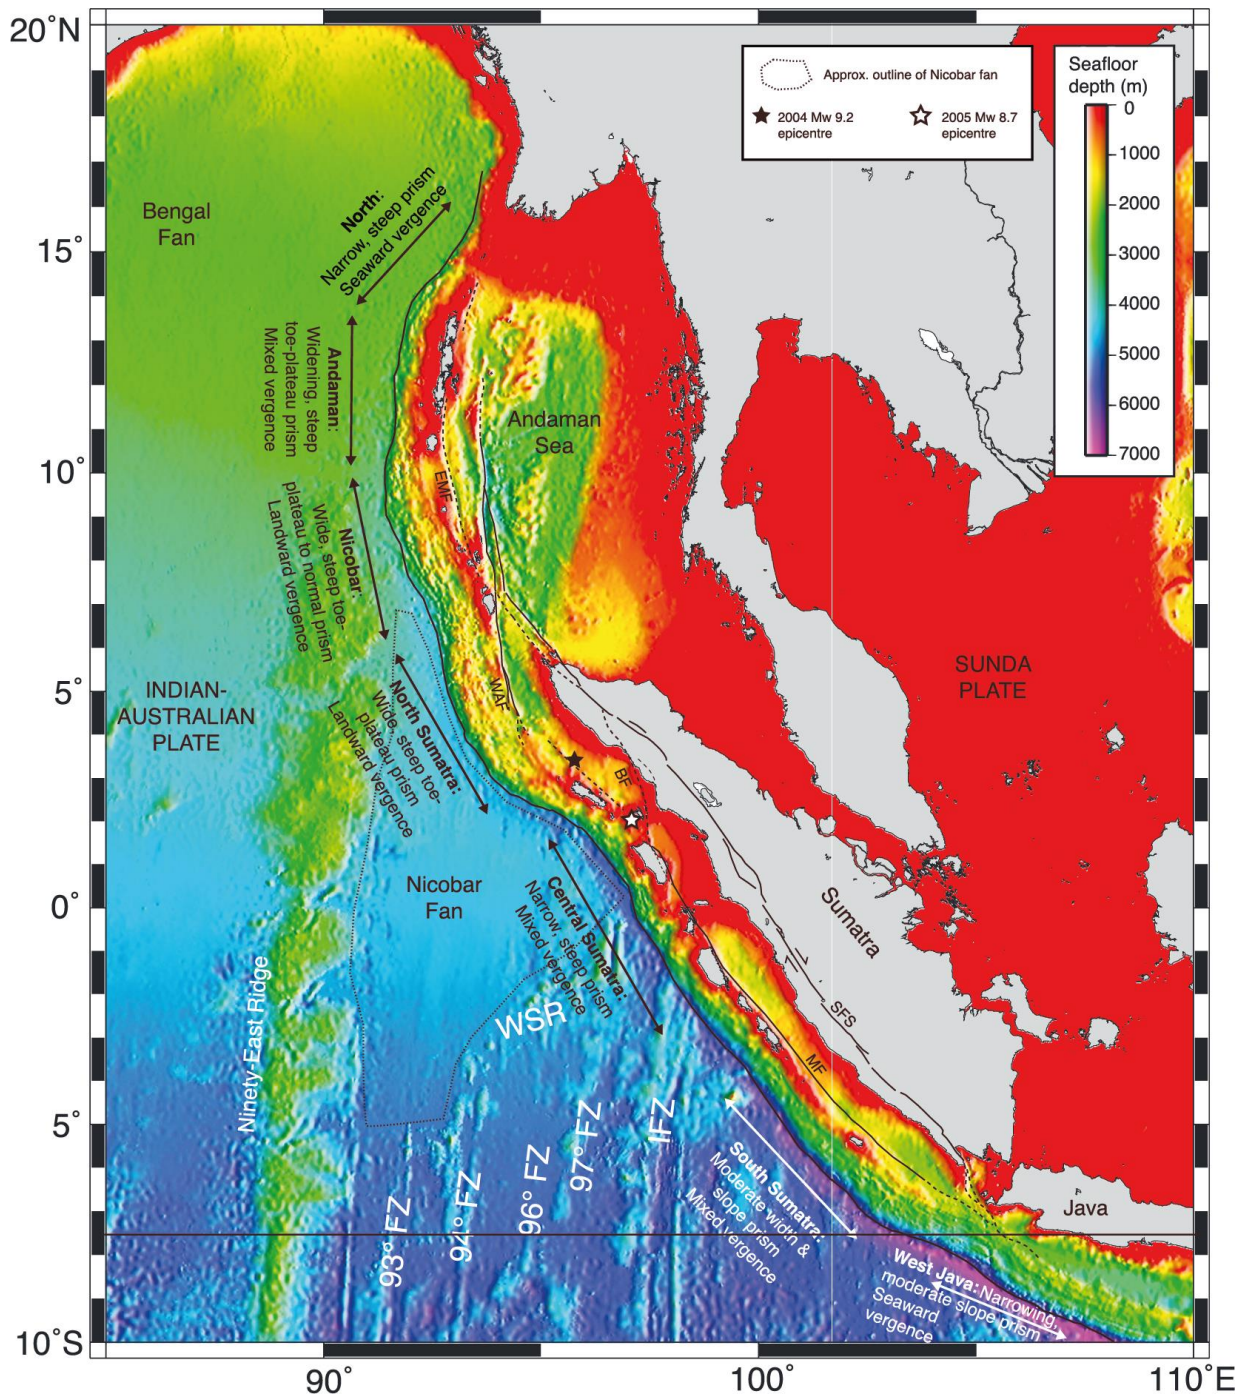 20°N
15°
10°
5°
0°
5°
10°S
90°
100°
110°E
Approx. outline of Nicobar fan
2004 Mw 9.2
epicentre
2005 Mw 8.7
epicentre
Seafloor
depth (m)
0
1000
2000
3000
4000
5000
6000
7000
Bengal
Fan
North:
Narrow, steep prism
Seaward vergence
Andaman:
Widening, steep
toe-plateau prism
Mixed vergence
Andaman
Sea
EMF
Nicobar:
Wide, steep toe-
plateau to normal prism
Landward vergence
INDIAN-
AUSTRALIAN
PLATE
SUNDA
PLATE
WAF
North Sumatra:
Wide, steep toe-
plateau prism
Landward vergence
BF
Nicobar
Fan
Central Sumatra:
Narrow, steep prism
Mixed vergence
Sumatra
SFS
MF
WSR
Ninety-East Ridge
93° FZ
94° FZ
96° FZ
97° FZ
IFZ
South Sumatra:
Moderate width &
slope prism
Mixed vergence
Java
West Java: Narrowing,
moderate slope prism
Seaward
vergence